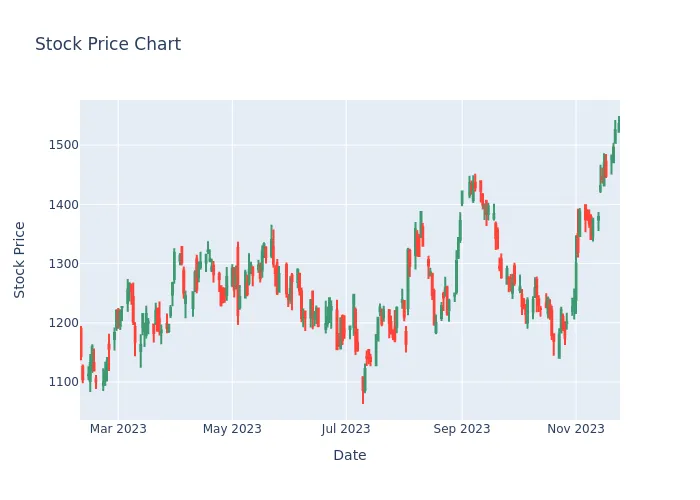 Stock Price Chart
Stock Price
1500
1400
1300
1200
1100
Mar 2023
May 2023
Jul 2023
Sep 2023
Nov 2023
Date